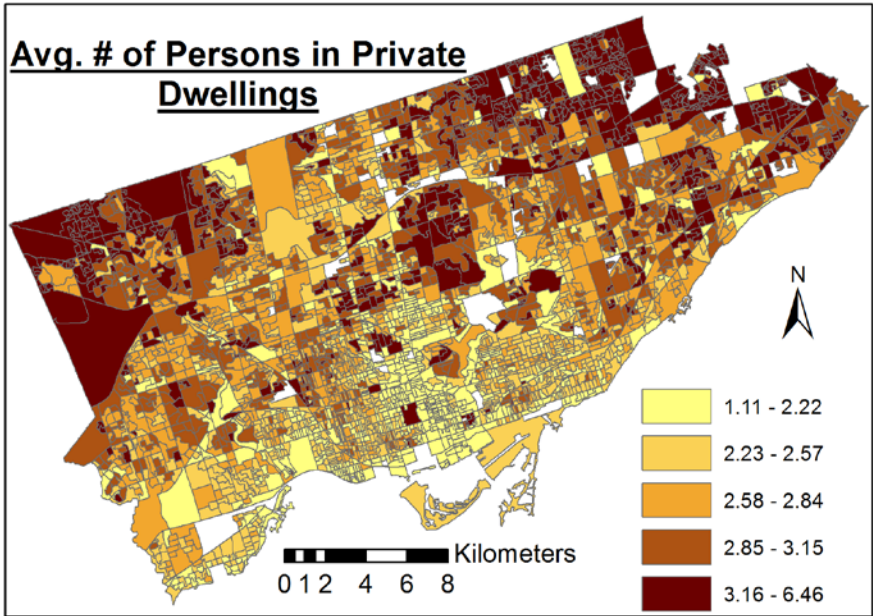 Avg. # of Persons in Private
Dwellings
N
1.11 - 2.22
2.23 - 2.57
2.58 - 2.84
2.85 - 3.15
3.16 - 6.46
Kilometers
0 1 2 4 6 8